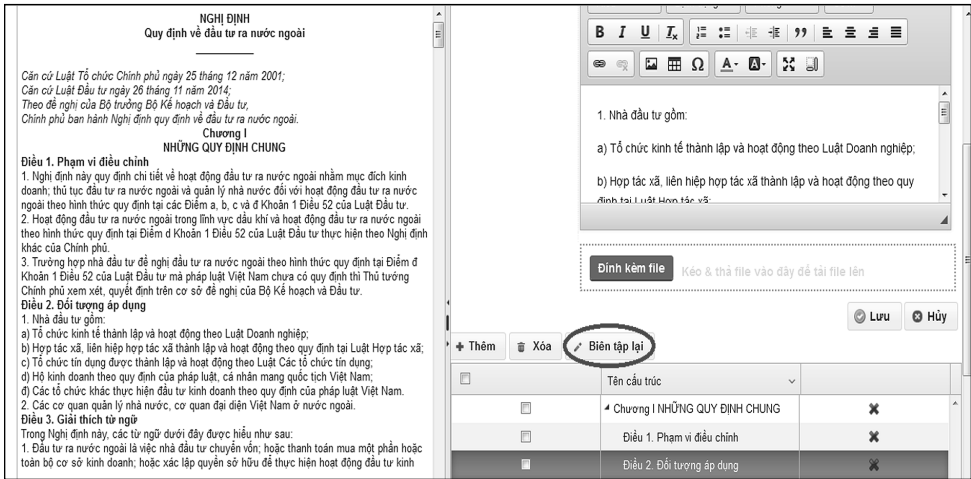 NGHỊ ĐỊNH
Quy định về đầu tư ra nước ngoài
Căn cứ Luật Tổ chức Chính phủ ngày 25 tháng 12 năm 2001;
Căn cứ Luật Đầu tư ngày 26 tháng 11 năm 2014;
Theo đề nghị của Bộ trưởng Bộ Kế hoạch và Đầu tư,
Chính phủ ban hành Nghị định quy định về đầu tư ra nước ngoài.
Chương I
NHỮNG QUY ĐỊNH CHUNG
Điều 1. Phạm vi điều chỉnh
1. Nghị định này quy định chi tiết về hoạt động đầu tư ra nước ngoài nhằm mục đích kinh
doanh; thủ tục đầu tư ra nước ngoài và quản lý nhà nước đối với hoạt động đầu tư ra nước
ngoài theo hình thức quy định tại các Điểm a, b, c và đ Khoản 1 Điều 52 của Luật Đầu tư.
2. Hoạt động đầu tư ra nước ngoài trong lĩnh vực dầu khí và hoạt động đầu tư ra nước ngoài
theo hình thức quy định tại Điểm d Khoản 1 Điều 52 của Luật Đầu tư thực hiện theo Nghị định
khác của Chính phủ.
3. Trường hợp nhà đầu tư đề nghị đầu tư ra nước ngoài theo hình thức quy định tại Điểm đ
Khoản 1 Điều 52 của Luật Đầu tư mà pháp luật Việt Nam chưa có quy định thì Thủ tướng
Chính phủ xem xét, quyết định trên cơ sở đề nghị của Bộ Kế hoạch và Đầu tư.
Điều 2. Đối tượng áp dụng
1. Nhà đầu tư gồm:
a) Tổ chức kinh tế thành lập và hoạt động theo Luật Doanh nghiệp;
b) Hợp tác xã, liên hiệp hợp tác xã thành lập và hoạt động theo quy định tại Luật Hợp tác xã;
c) Tổ chức tín dụng được thành lập và hoạt động theo Luật Các tổ chức tín dụng;
d) Hộ kinh doanh theo quy định của pháp luật, cá nhân mang quốc tịch Việt Nam;
đ) Các tổ chức khác thực hiện đầu tư kinh doanh theo quy định của pháp luật Việt Nam.
2. Các cơ quan quản lý nhà nước, cơ quan đại diện Việt Nam ở nước ngoài.
Điều 3. Giải thích từ ngữ
Trong Nghị định này, các từ ngữ dưới đây được hiểu như sau:
1. Đầu tư ra nước ngoài là việc nhà đầu tư chuyển vốn; hoặc thanh toán mua một phần hoặc
toàn bộ cơ sở kinh doanh; hoặc xác lập quyền sở hữu để thực hiện hoạt động đầu tư kinh
1. Nhà đầu tư gồm:
a) Tổ chức kinh tế thành lập và hoạt động theo Luật Doanh nghiệp;
b) Hợp tác xã, liên hiệp hợp tác xã thành lập và hoạt động theo quy
định tại Luật Hợp tác xã;
Đính kèm file Kéo & thả file vào đây để tải file lên
Lưu Hủy
+ Thêm Xóa Biên tập lại
Tên cấu trúc
Chương I NHỮNG QUY ĐỊNH CHUNG
Điều 1. Phạm vi điều chỉnh
Điều 2. Đối tượng áp dụng